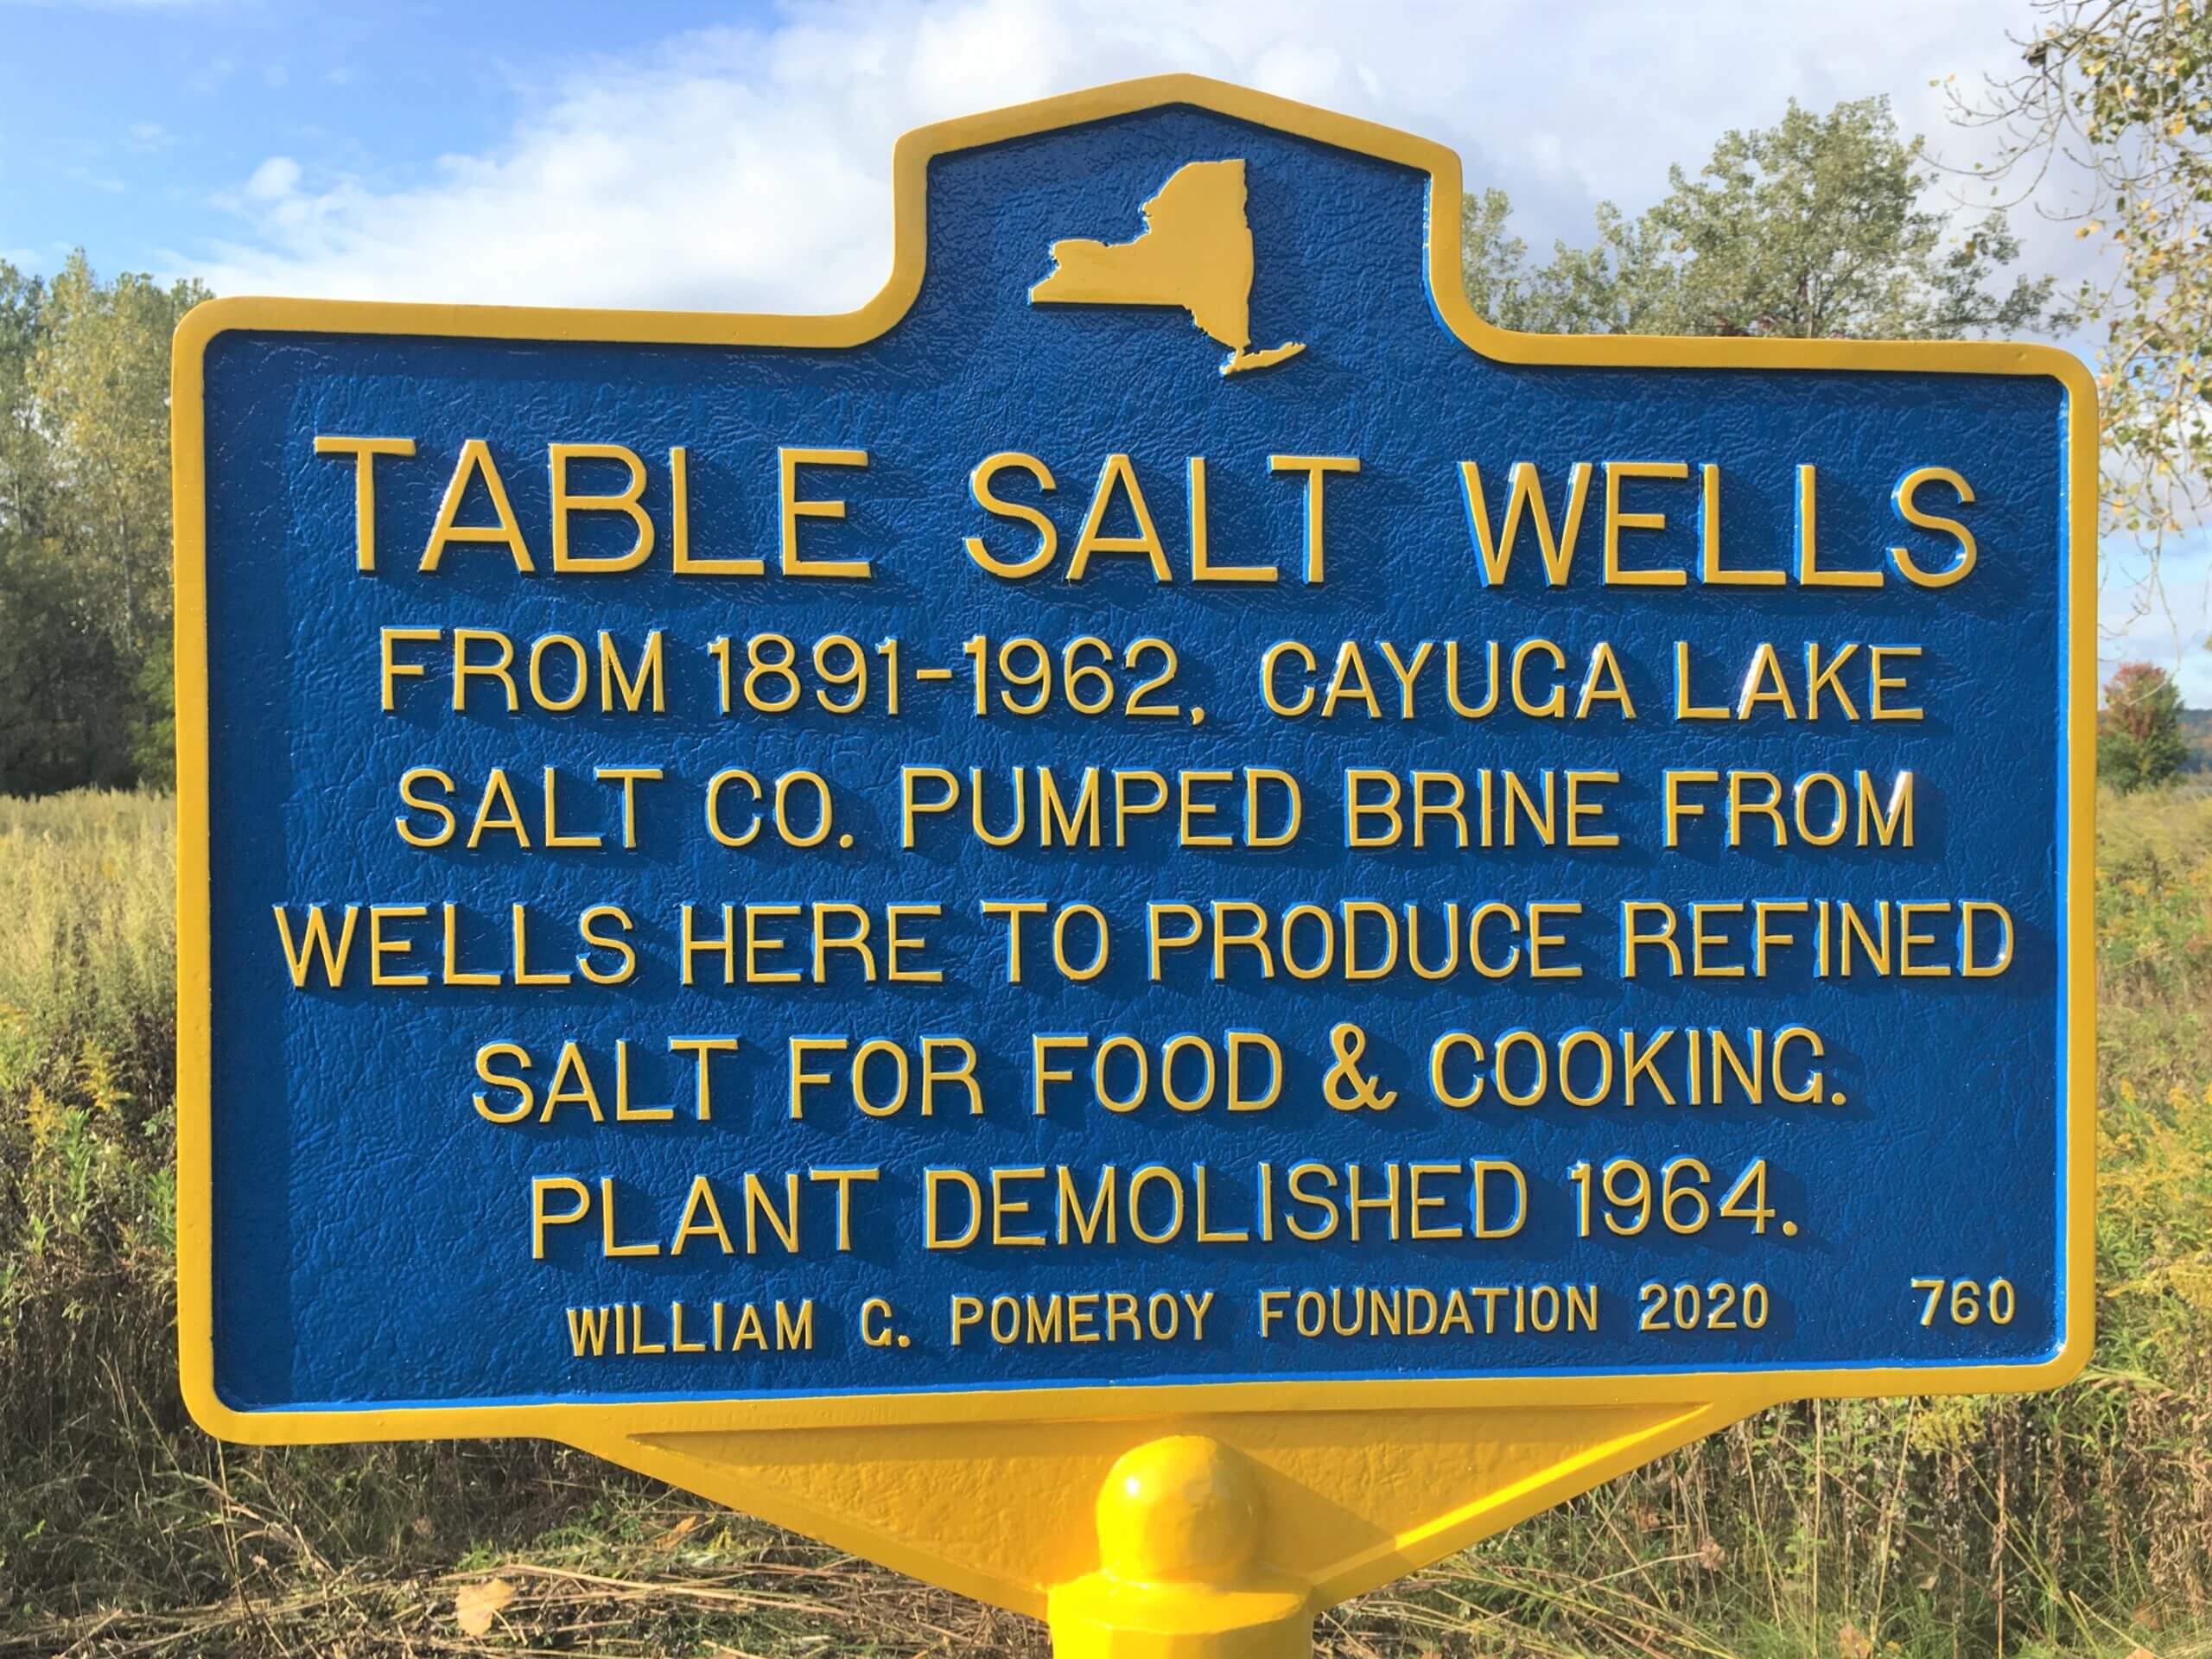 TABLE SALT WELLS
FROM 1891-1962, CAYUGA LAKE
SALT CO. PUMPED BRINE FROM
WELLS HERE TO PRODUCE REFINED
SALT FOR FOOD & COOKING.
PLANT DEMOLISHED 1964.
WILLIAM G. POMEROY FOUNDATION 2020 760